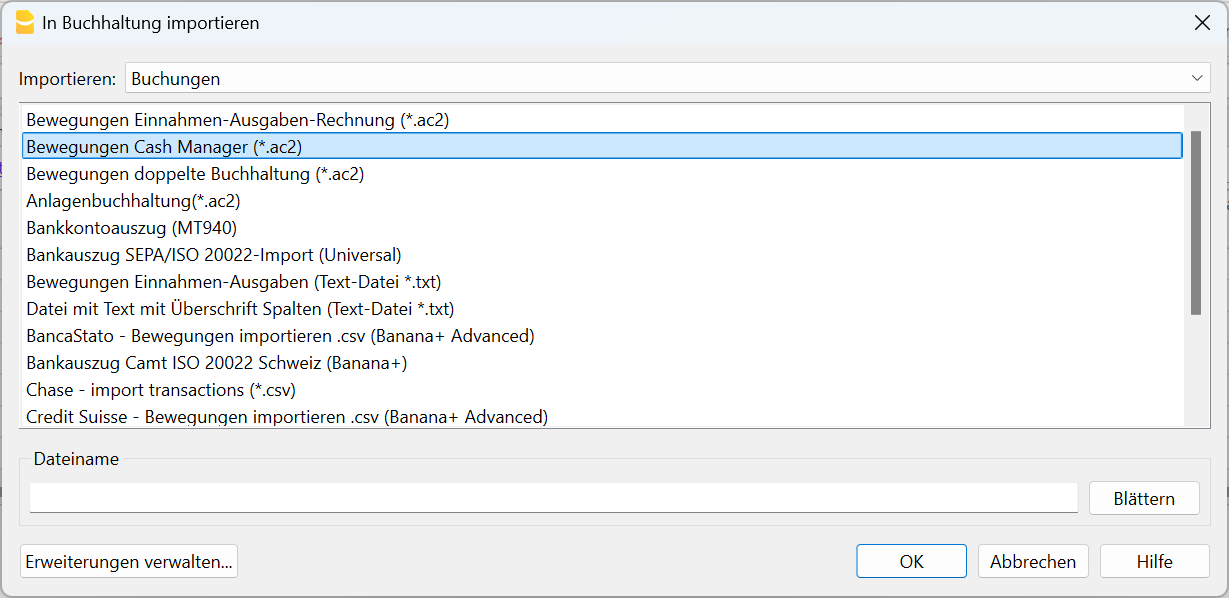 In Buchhaltung importieren
Importieren: Buchungen
Bewegungen Einnahmen-Ausgaben-Rechnung (*.ac2)
Bewegungen Cash Manager (*.ac2)
Bewegungen doppelte Buchhaltung (*.ac2)
Anlagenbuchhaltung(*.ac2)
Bankkontoauszug (MT940)
Bankauszug SEPA/ISO 20022-Import (Universal)
Bewegungen Einnahmen-Ausgaben (Text-Datei *.txt)
Datei mit Text mit Überschrift Spalten (Text-Datei *.txt)
BancaStato - Bewegungen importieren .csv (Banana+ Advanced)
Bankauszug Camt ISO 20022 Schweiz (Banana+)
Chase - import transactions (*.csv)
Credit Suisse - Bewegungen importieren .csv (Banana+ Advanced)
Dateiname
Blättern
Erweiterungen verwalten... OK Abbrechen Hilfe